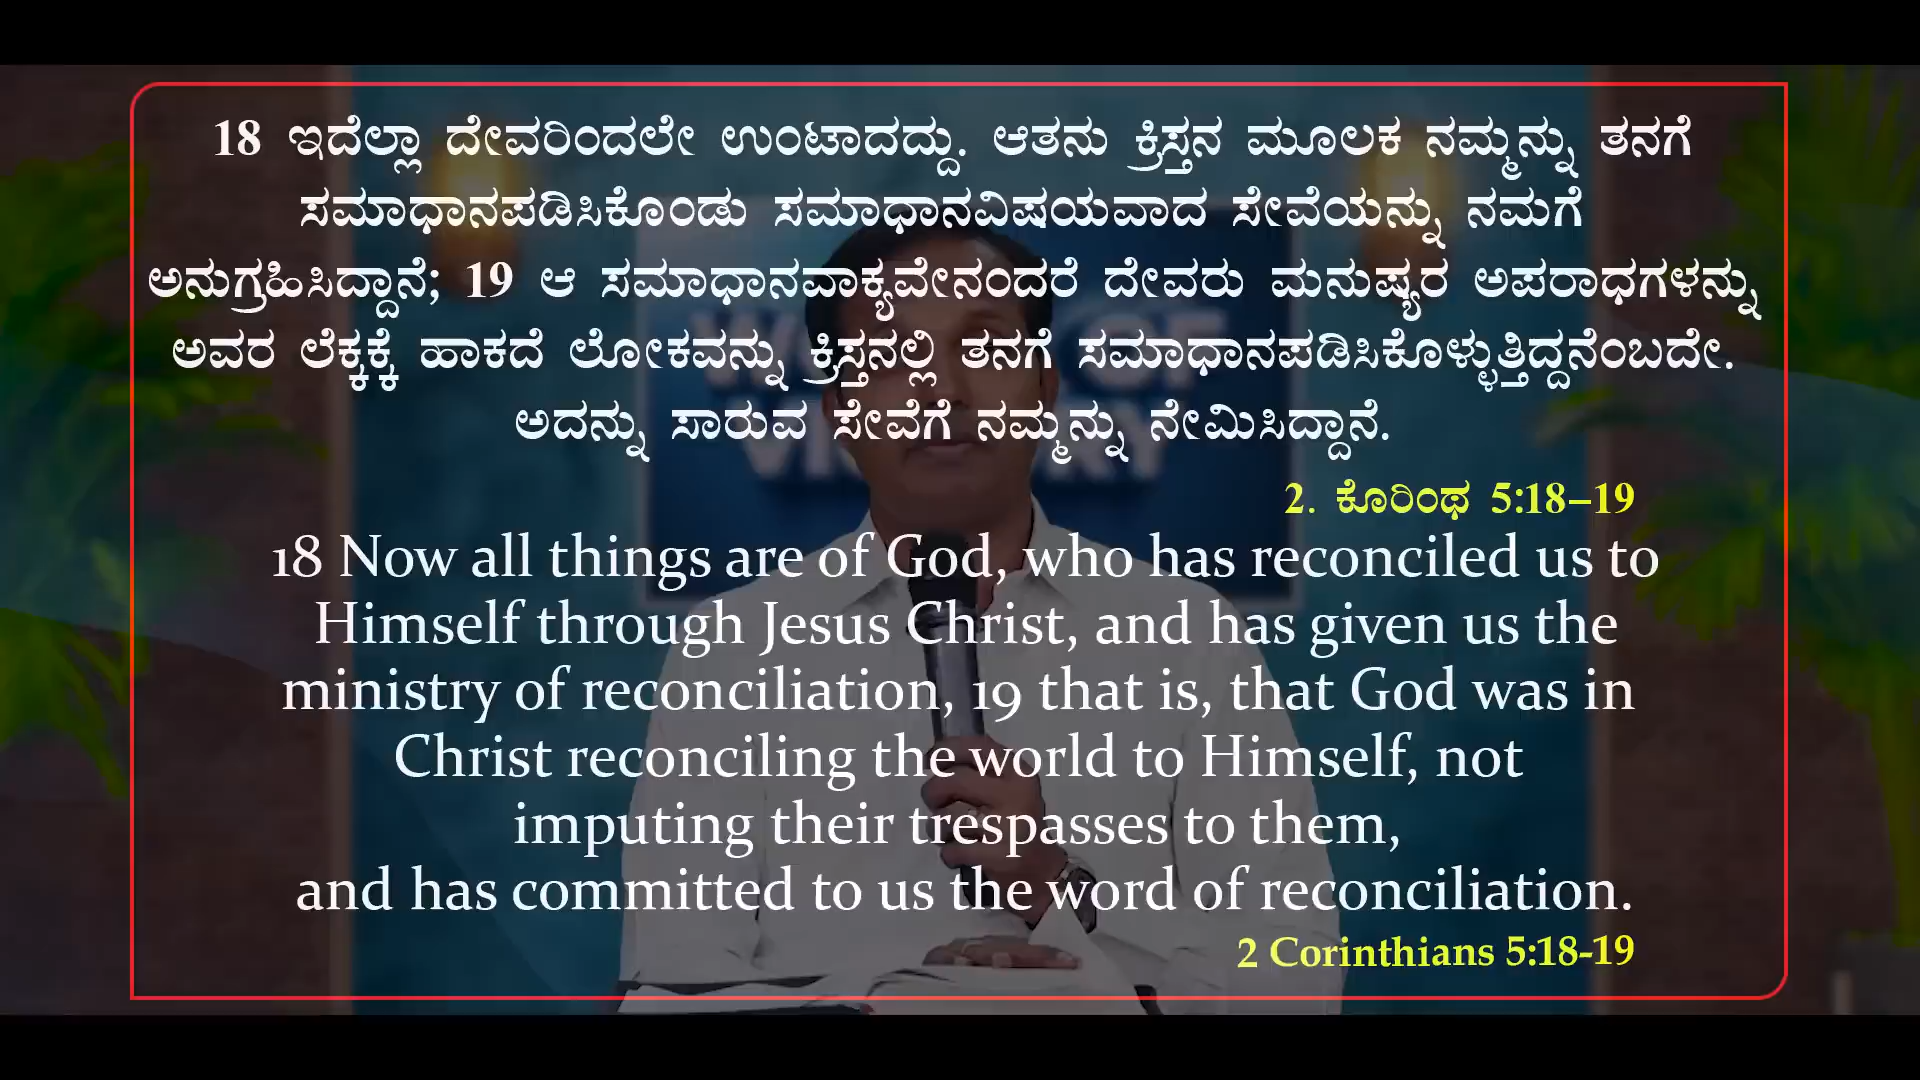 18 ಇದೆಲ್ಲಾ ದೇವರಿಂದಲೇ ಉಂಟಾದದ್ದು. ಆತನು ಕ್ರಿಸ್ತನ ಮೂಲಕ ನಮ್ಮನ್ನು ತನಗೆ
ಸಮಾಧಾನಪಡಿಸಿಕೊಂಡು ಸಮಾಧಾನವಿಷಯವಾದ ಸೇವೆಯನ್ನು ನಮಗೆ
ಅನುಗ್ರಹಿಸಿದ್ದಾನೆ; 19 ಆ ಸಮಾಧಾನವಾಕ್ಯವೇನಂದರೆ ದೇವರು ಮನುಷ್ಯರ ಅಪರಾಧಗಳನ್ನು
ಅವರ ಲೆಕ್ಕಕ್ಕೆ ಹಾಕದೆ ಲೋಕವನ್ನು ಕ್ರಿಸ್ತನಲ್ಲಿ ತನಗೆ ಸಮಾಧಾನಪಡಿಸಿಕೊಳ್ಳುತ್ತಿದ್ದನೆಂಬದೇ.
ಅದನ್ನು ಸಾರುವ ಸೇವೆಗೆ ನಮ್ಮನ್ನು ನೇಮಿಸಿದ್ದಾನೆ.
2. ಕೊರಿಂಥ 5:18–19
18 Now all things are of God, who has reconciled us to
Himself through Jesus Christ, and has given us the
ministry of reconciliation, 19 that is, that God was in
Christ reconciling the world to Himself, not
imputing their trespasses to them,
and has committed to us the word of reconciliation.
2 Corinthians 5:18-19